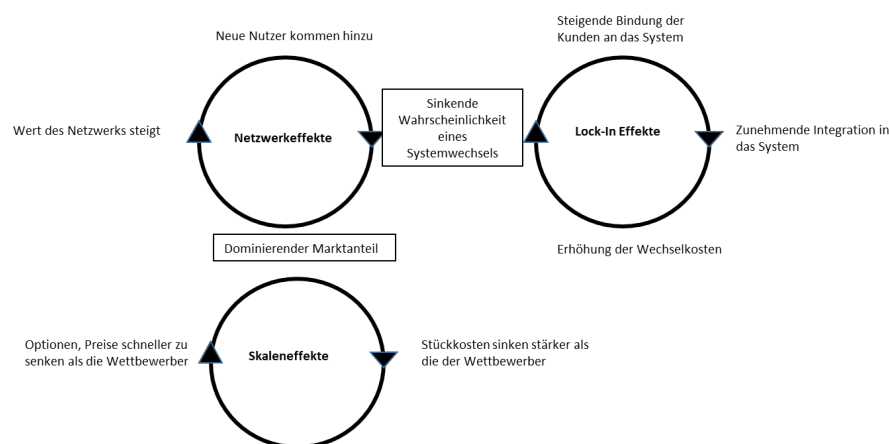 Neue Nutzer kommen hinzu
Wert des Netzwerks steigt
Netzwerkeffekte
Sinkende
Wahrscheinlichkeit
eines
Systemwechsels
Steigende Bindung der
Kunden an das System
Lock-In Effekte
Zunehmende Integration in
das System
Erhöhung der Wechselkosten
Dominierender Marktanteil
Optionen, Preise schneller zu
senken als die Wettbewerber
Skaleneffekte
Stückkosten sinken stärker als
die der Wettbewerber